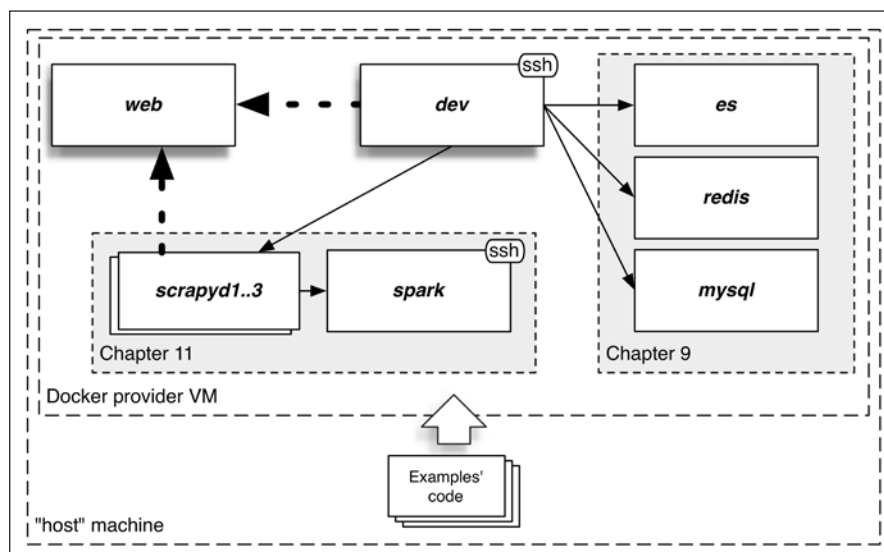 ssh
web
dev
es
redis
ssh
scrapyd1..3
spark
mysql
Chapter 11
Chapter 9
Docker provider VM
Examples'
code
"host" machine